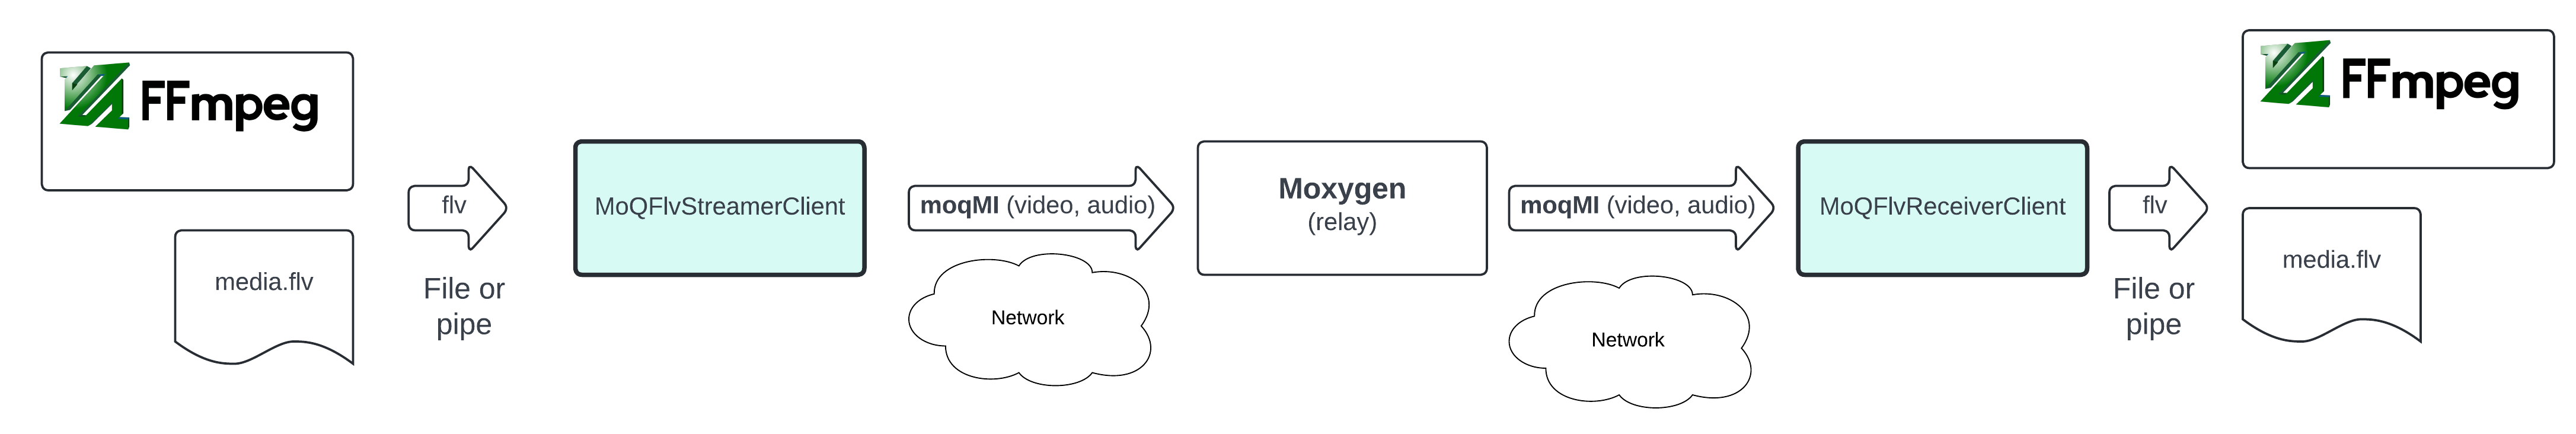 FFmpeg
media.flv
flv
File or
pipe
MoQFlvStreamerClient
moqMI (video, audio)
Network
Moxygen
(relay)
moqMI (video, audio)
Network
MoQFlvReceiverClient
flv
File or
pipe
FFmpeg
media.flv